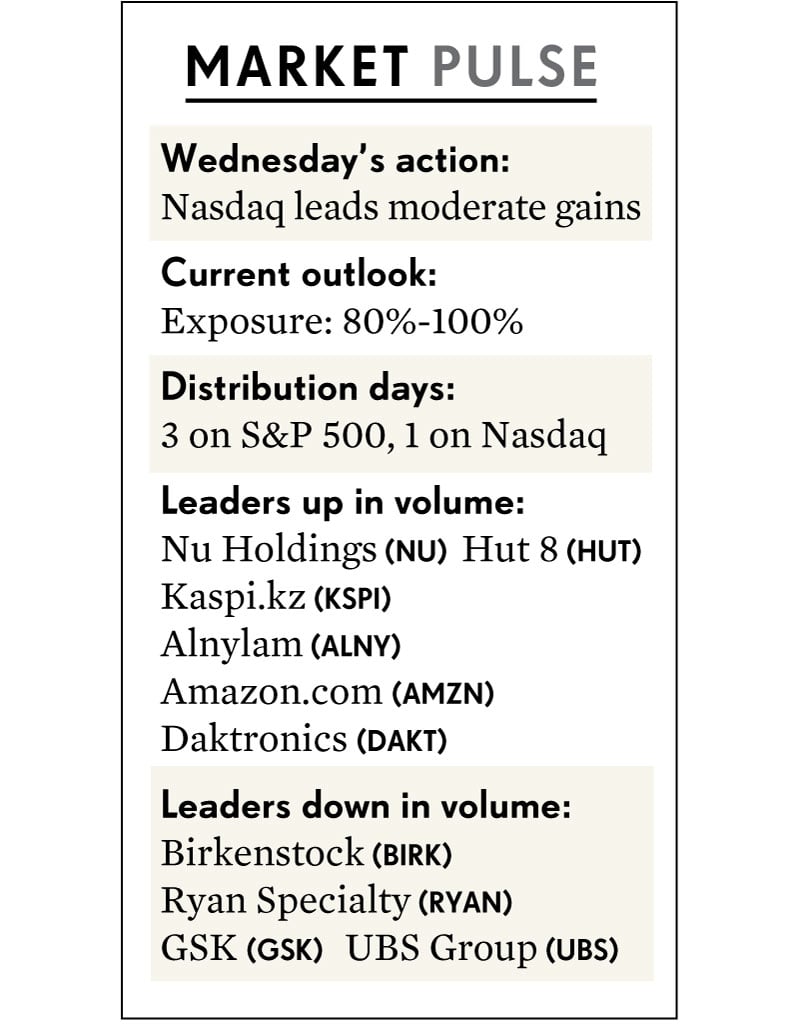 MARKET PULSE
Wednesday’s action:
Nasdaq leads moderate gains
Current outlook:
Exposure: 80%-100%
Distribution days:
3 on S&P 500, 1 on Nasdaq
Leaders up in volume:
Nu Holdings (NU) Hut 8 (HUT)
Kaspi.kz (KSPI)
Alnylam (ALNY)
Amazon.com (AMZN)
Daktronics (DAKT)
Leaders down in volume:
Birkenstock (BIRK)
Ryan Specialty (RYAN)
GSK (GSK) UBS Group (UBS)